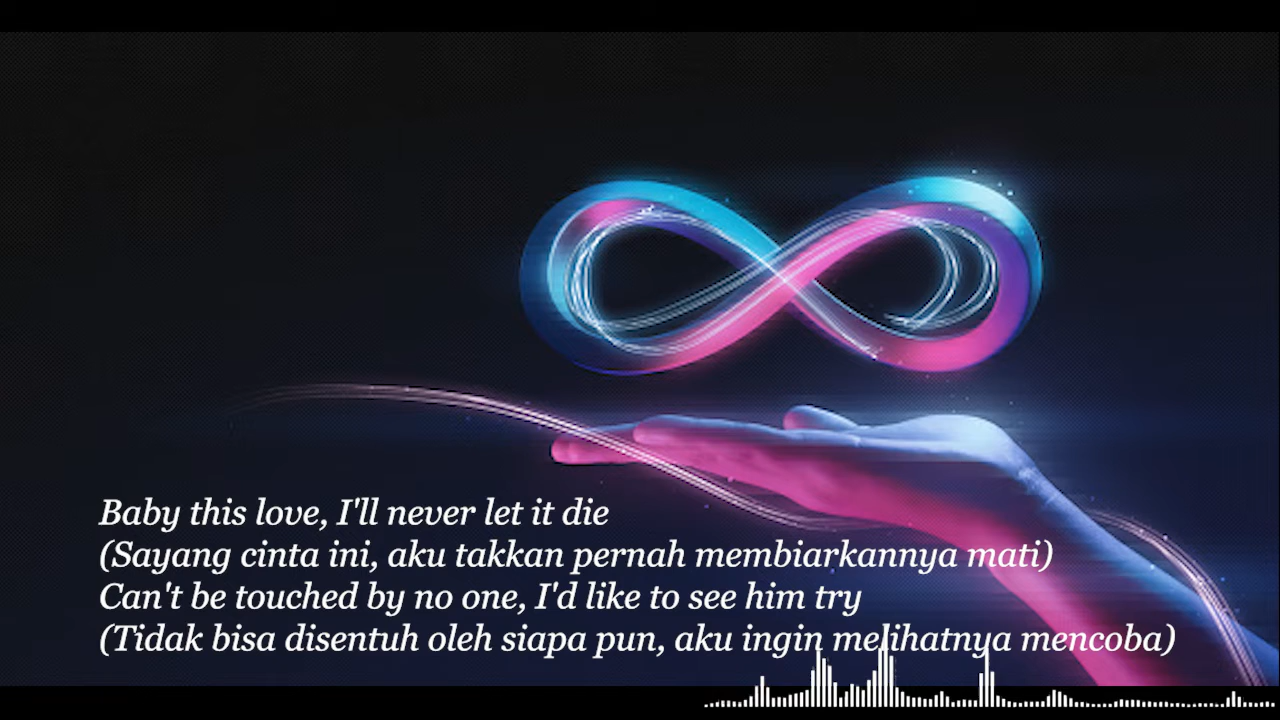 Baby this love, I'll never let it die
(Sayang cinta ini, aku takkan pernah membiarkannya mati)
Can't be touched by no one, I'd like to see him try
(Tidak bisa disentuh oleh siapa pun, aku ingin melihatnya mencoba)